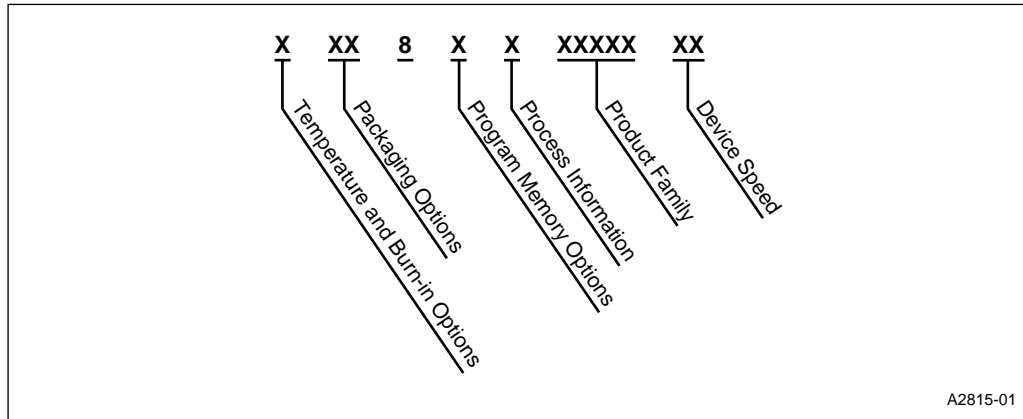 X XX 8 X X XXXXX XX
Temperature and Burn-in Options
Packaging Options
Program Memory Options
Process Information
Product Family
Device Speed
A2815-01